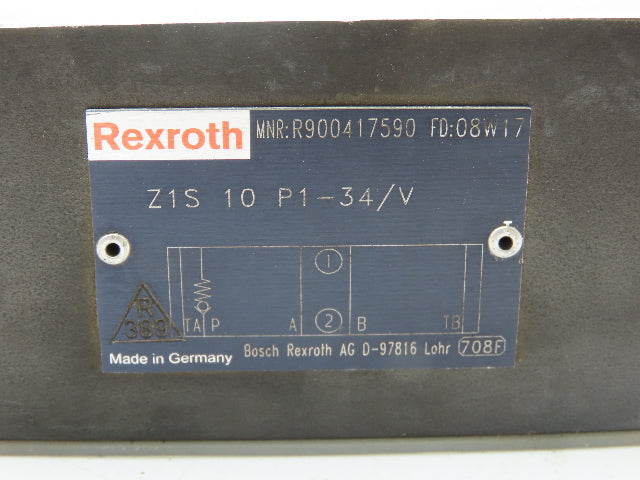 Rexroth MNR:R900417590 FD:08W17
Z1S 10 P1-34/V
1
R
389
TA P A 2 B TB
Made in Germany Bosch Rexroth AG D-97816 Lohr 708F